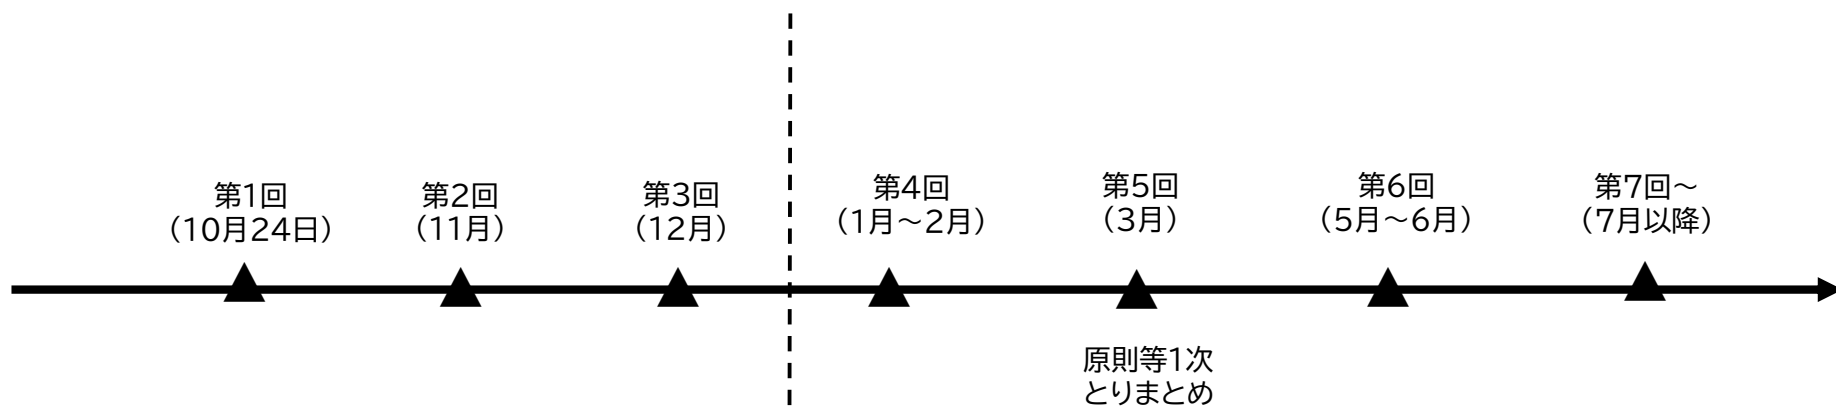 第1回
（10月24日）
第2回
（11月）
第3回
（12月）
第4回
（1月～2月）
第5回
（3月）
第6回
（5月～6月）
第7回～
（7月以降）
原則等1次
とりまとめ